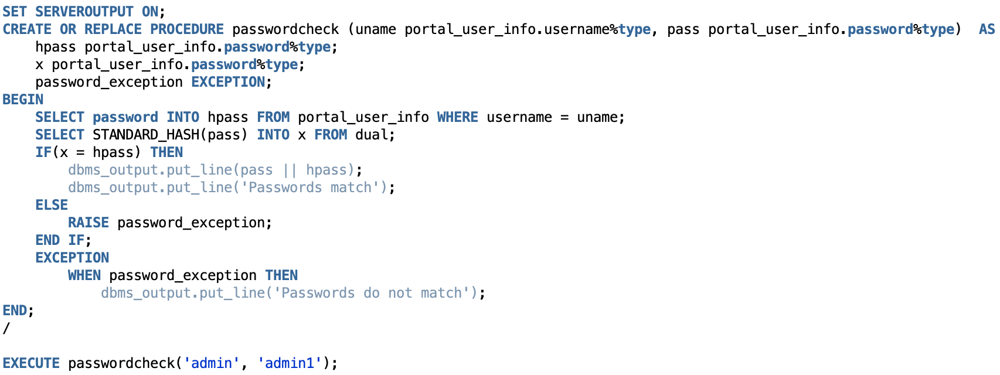 SET SERVEROUTPUT ON;
CREATE OR REPLACE PROCEDURE passwordcheck (uname portal_user_info.username%type, pass portal_user_info.password%type)  AS
    hpass portal_user_info.password%type;
    x portal_user_info.password%type;
    password_exception EXCEPTION;
BEGIN
    SELECT password INTO hpass FROM portal_user_info WHERE username = uname;
    SELECT STANDARD_HASH(pass) INTO x FROM dual;
    IF(x = hpass) THEN
        dbms_output.put_line(pass || hpass);
        dbms_output.put_line('Passwords match');
    ELSE
        RAISE password_exception;
    END IF;
    EXCEPTION
        WHEN password_exception THEN
            dbms_output.put_line('Passwords do not match');
END;
/
EXECUTE passwordcheck('admin', 'admin1');